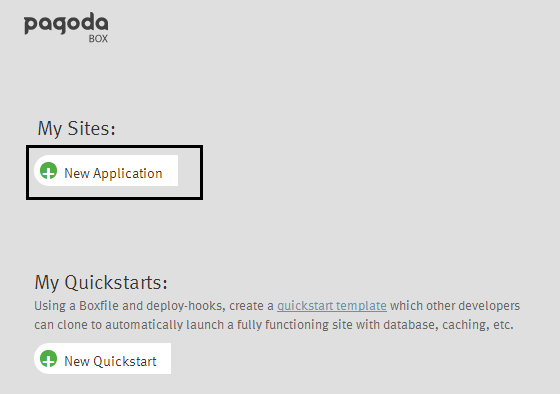 pagoda
BOX
My Sites:
New Application
My Quickstarts:
Using a Boxfile and deploy-hooks, create a quickstart template which other developers
can clone to automatically launch a fully functioning site with database, caching, etc.
New Quickstart